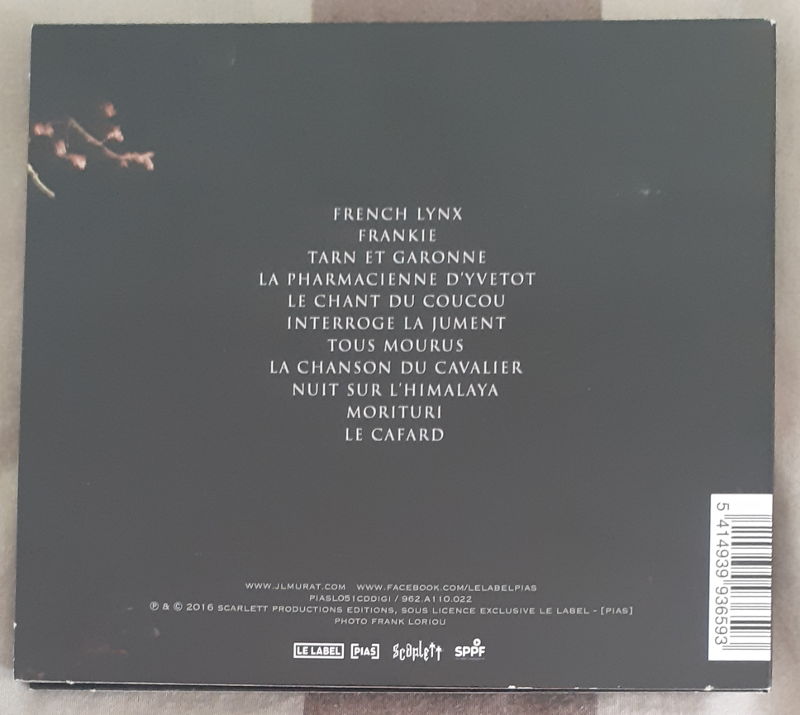 FRENCH LYNX
FRANKIE
TARN ET GARONNE
LA PHARMACIENNE D'YVETOT
LE CHANT DU COUCOU
INTERROGE LA JUMENT
TOUS MOURUS
LA CHANSON DU CAVALIER
NUIT SUR L'HIMALAYA
MORITURI
LE CAFARD
WWW.JLMURAT.COM WWW.FACEBOOK.COM/LELABELPIAS
PIASL051CDDIGI / 962.A110.022
℗ & © 2016 SCARLETT PRODUCTIONS EDITIONS, SOUS LICENCE EXCLUSIVE LE LABEL - [PIAS]
PHOTO FRANK LORIOU
LE LABEL [PIAS] scarlett SPPF
5 414939 936593